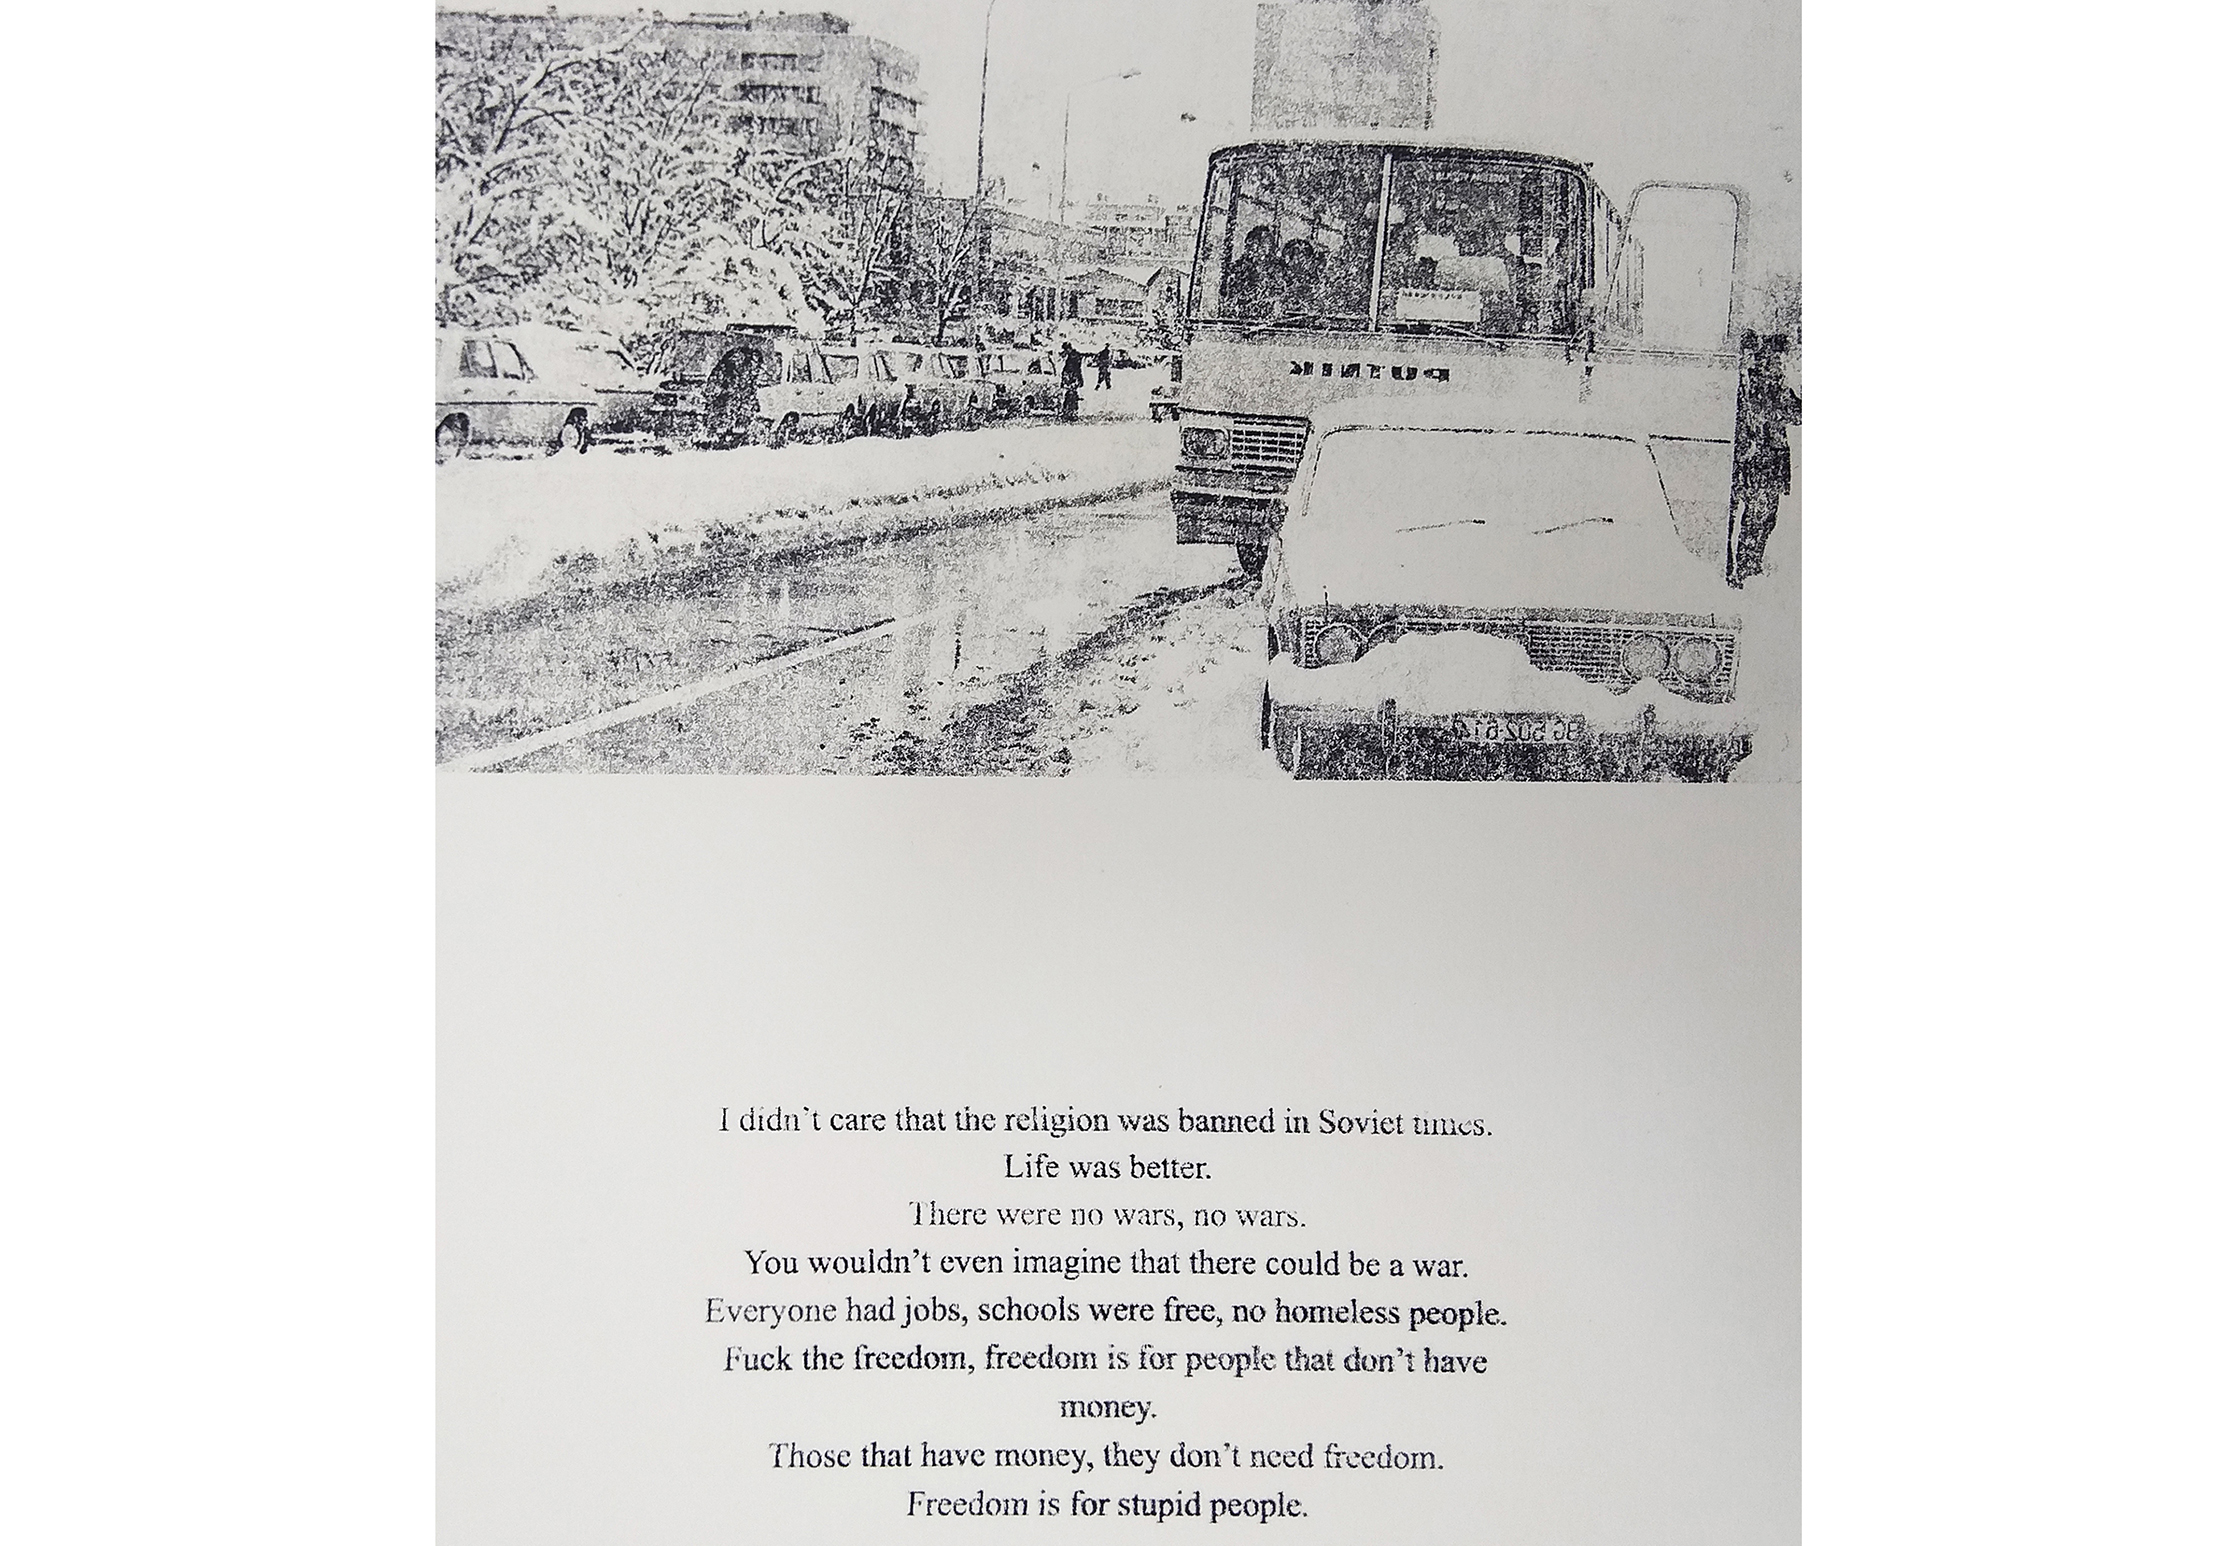 I didn't care that the religion was banned in Soviet times.
Life was better.
There were no wars, no wars.
You wouldn't even imagine that there could be a war.
Everyone had jobs, schools were free, no homeless people.
Fuck the freedom, freedom is for people that don't have
money.
Those that have money, they don't need freedom.
Freedom is for stupid people.